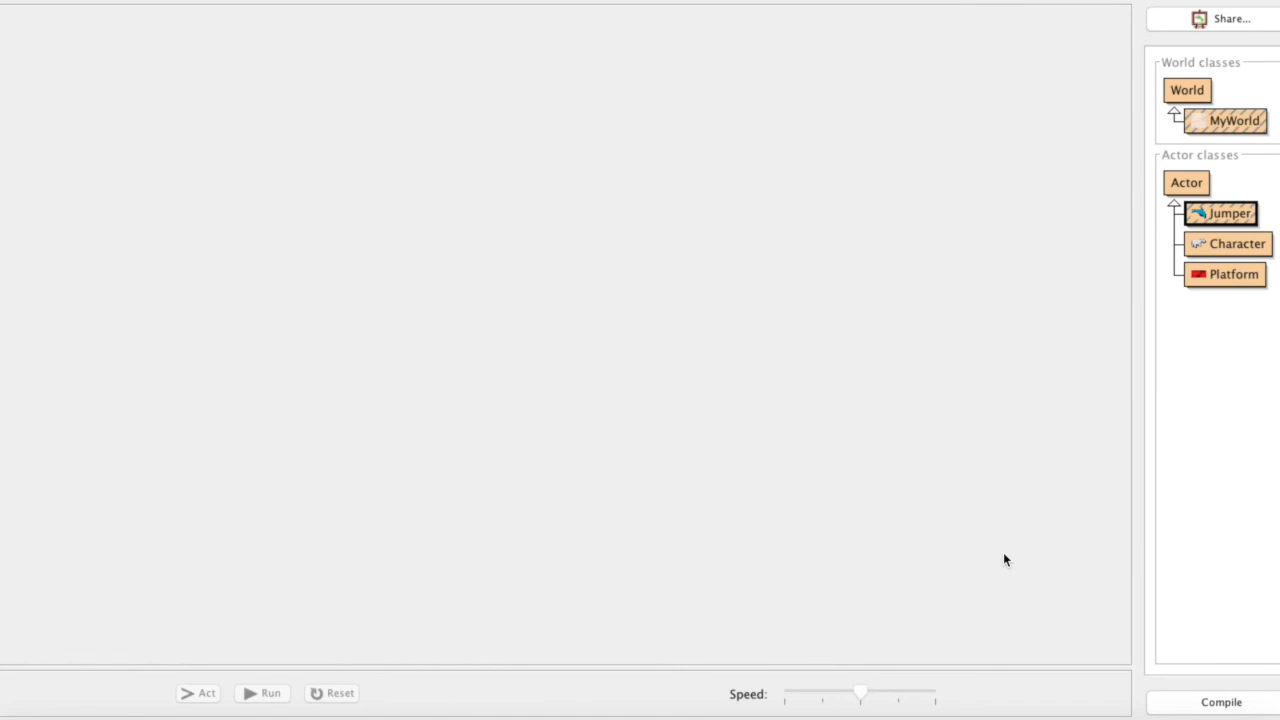 Share...
World classes
World
MyWorld
Actor classes
Actor
Jumper
Character
Platform
Act
Run
Reset
Speed:
Compile